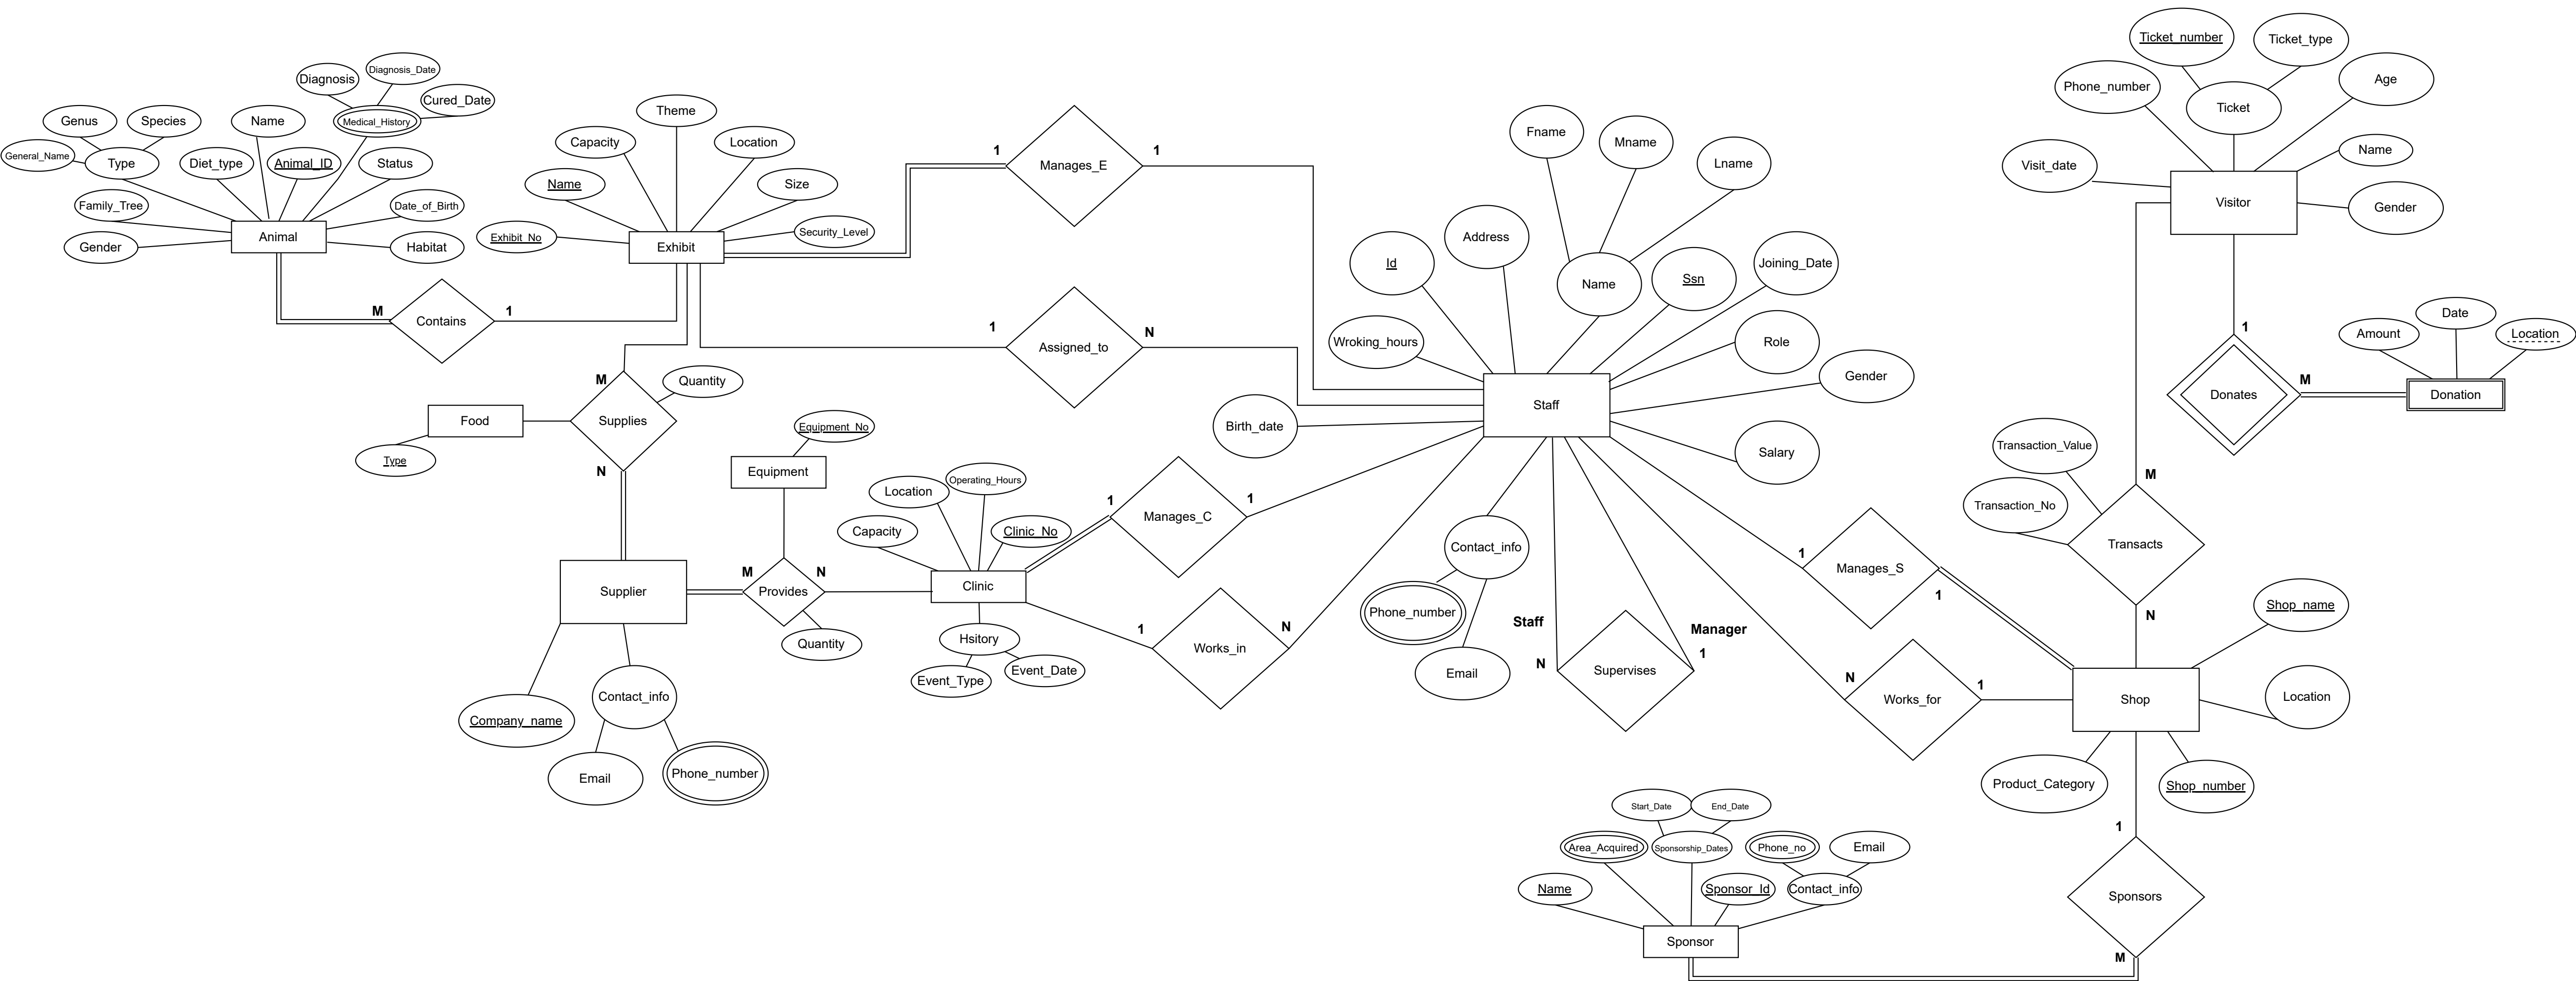 Ticket_number
Ticket_type
Phone_number
Age
Ticket
Visit_date
Name
Gender
Visitor
Diagnosis
Diagnosis_Date
Cured_Date
Medical_History
Genus
Species
Name
General_Name
Type
Diet_type
Animal_ID
Status
Family_Tree
Date_of_Birth
Gender
Habitat
Animal
Theme
Capacity
Location
Name
Size
Exhibit_No
Security_Level
Exhibit
1
Manages_E
1
M
Contains
1
1
Assigned_to
N
Fname
Mname
Lname
Id
Address
Name
Ssn
Joining_Date
Wroking_hours
Role
Gender
Birth_date
Salary
Staff
1
Donates
M
Donation
Amount
Date
Location
M
Supplies
Quantity
N
Food
Type
Equipment_No
Equipment
Location
Operating_Hours
Capacity
Clinic_No
Clinic
1
Manages_C
1
Supplier
M
Provides
N
Quantity
Hsitory
Event_Type
Event_Date
1
Works_in
N
Company_name
Contact_info
Email
Phone_number
Contact_info
Phone_number
Email
Staff
N
Supervises
Manager
1
1
Manages_S
1
N
Works_for
1
Transaction_Value
Transaction_No
M
Transacts
N
Shop_name
Location
Shop
Product_Category
Shop_number
1
Sponsors
M
Start_Date
End_Date
Area_Acquired
Sponsorship_Dates
Phone_no
Email
Name
Sponsor_Id
Contact_info
Sponsor